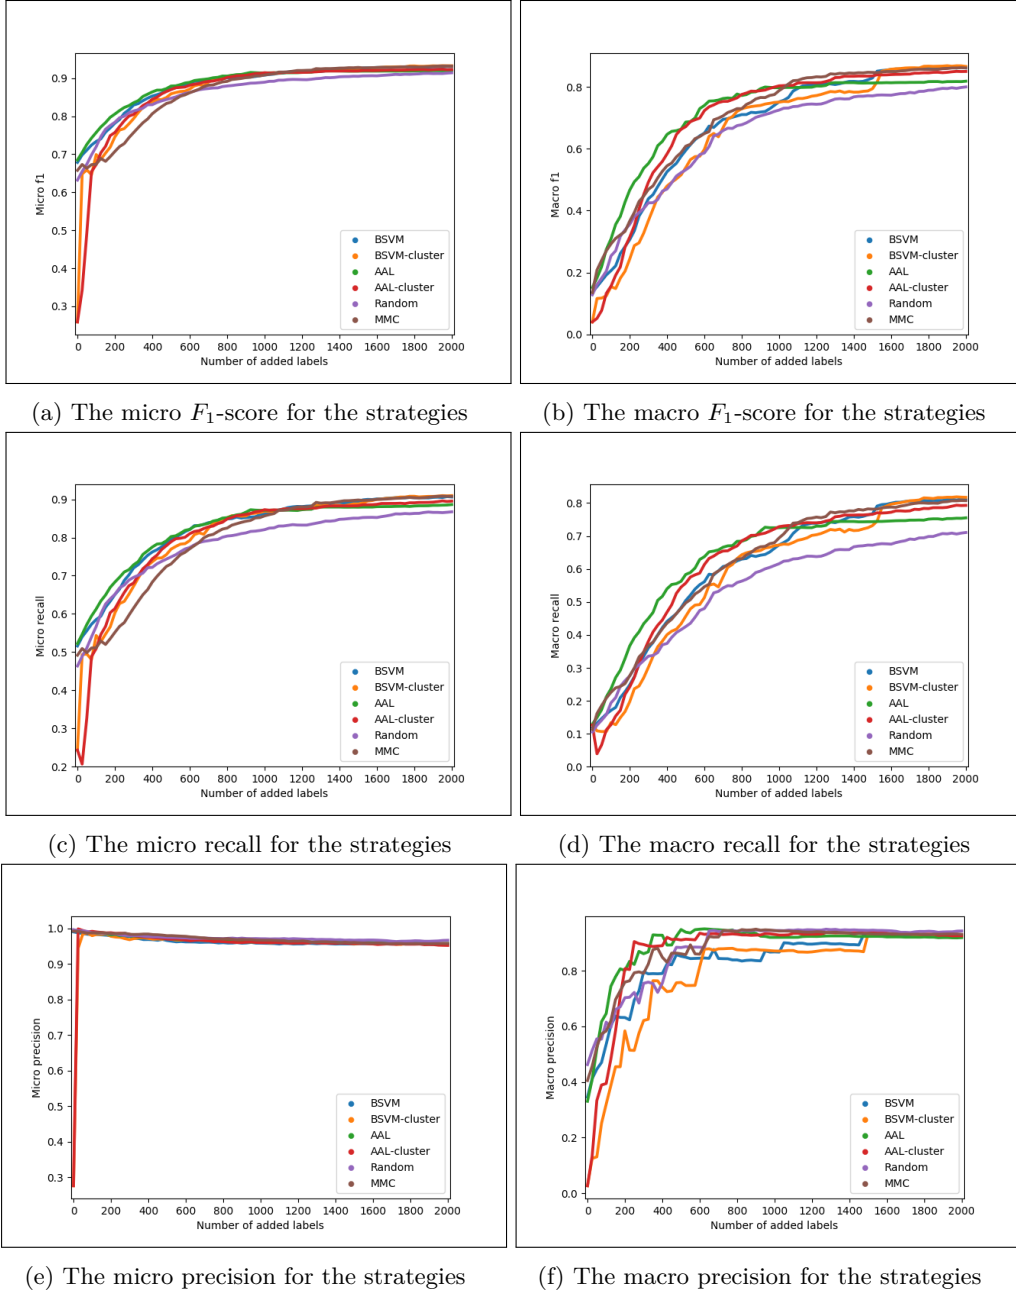 0.9
0.8
0.7
0.6
0.5
0.4
0.3
Micro f1
0 200 400 600 800 1000 1200 1400 1600 1800 2000
Number of added labels
BSVM
BSVM-cluster
AAL
AAL-cluster
Random
MMC
(a) The micro F1-score for the strategies
0.8
0.6
0.4
0.2
0.0
Macro f1
0 200 400 600 800 1000 1200 1400 1600 1800 2000
Number of added labels
BSVM
BSVM-cluster
AAL
AAL-cluster
Random
MMC
(b) The macro F1-score for the strategies
0.9
0.8
0.7
0.6
0.5
0.4
0.3
0.2
Micro recall
0 200 400 600 800 1000 1200 1400 1600 1800 2000
Number of added labels
BSVM
BSVM-cluster
AAL
AAL-cluster
Random
MMC
(c) The micro recall for the strategies
0.8
0.7
0.6
0.5
0.4
0.3
0.2
0.1
0.0
Macro recall
0 200 400 600 800 1000 1200 1400 1600 1800 2000
Number of added labels
BSVM
BSVM-cluster
AAL
AAL-cluster
Random
MMC
(d) The macro recall for the strategies
1.0
0.9
0.8
0.7
0.6
0.5
0.4
0.3
Micro precision
0 200 400 600 800 1000 1200 1400 1600 1800 2000
Number of added labels
BSVM
BSVM-cluster
AAL
AAL-cluster
Random
MMC
(e) The micro precision for the strategies
0.8
0.6
0.4
0.2
0.0
Macro precision
0 200 400 600 800 1000 1200 1400 1600 1800 2000
Number of added labels
BSVM
BSVM-cluster
AAL
AAL-cluster
Random
MMC
(f) The macro precision for the strategies